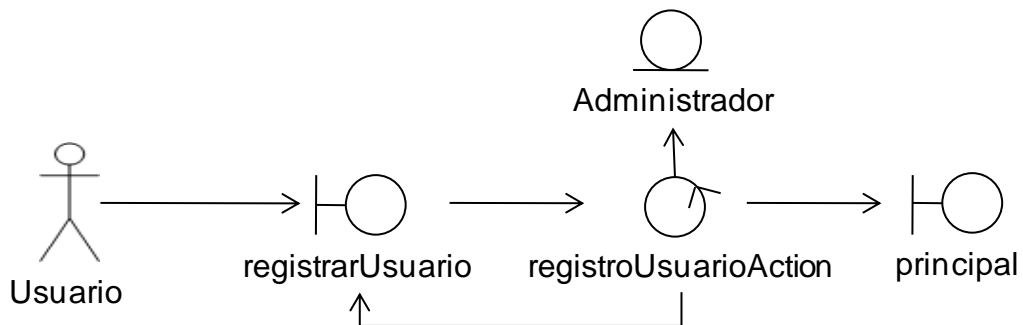 Administrador
Usuario
registrarUsuario
registroUsuarioAction
principal